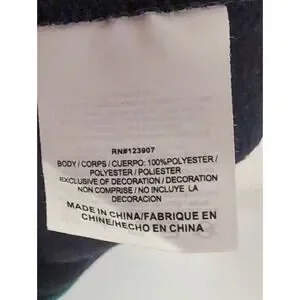 RN#123907
BODY / CORPS / CUERPO: 100%POLYESTER /
POLYESTER / POLIESTER
EXCLUSIVE OF DECORATION / DECORATION
NON COMPRISE / NO INCLUYE LA
DECORACION
MADE IN CHINA/FABRIQUE EN
CHINE/HECHO EN CHINA